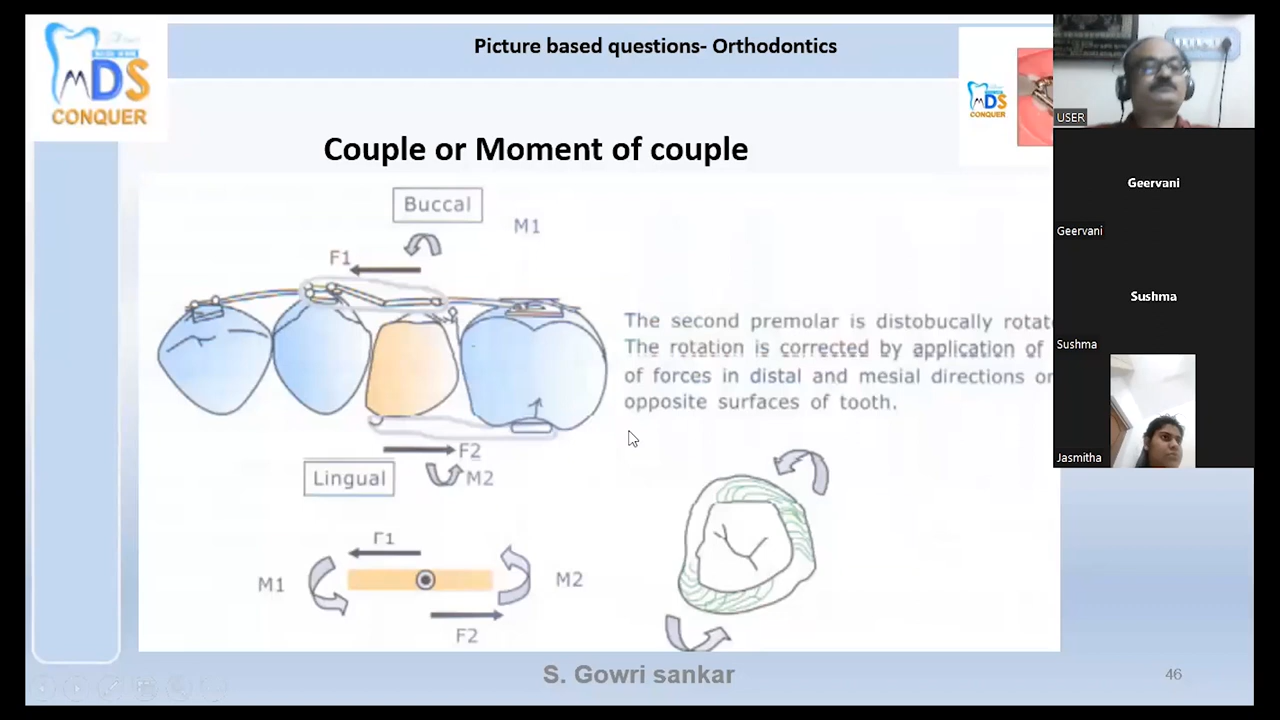 Picture based questions- Orthodontics
MDS
CONQUER
MDS
CONQUER
USER
Geervani
Geervani
Sushma
Sushma
Jasmitha
Couple or Moment of couple
Buccal
M1
F1
The second premolar is distobucally
The rotation is corrected by application of
of forces in distal and mesial directions
opposite surfaces of tooth.
F2
Lingual
M2
F1
M1
M2
F2
S. Gowri sankar
46